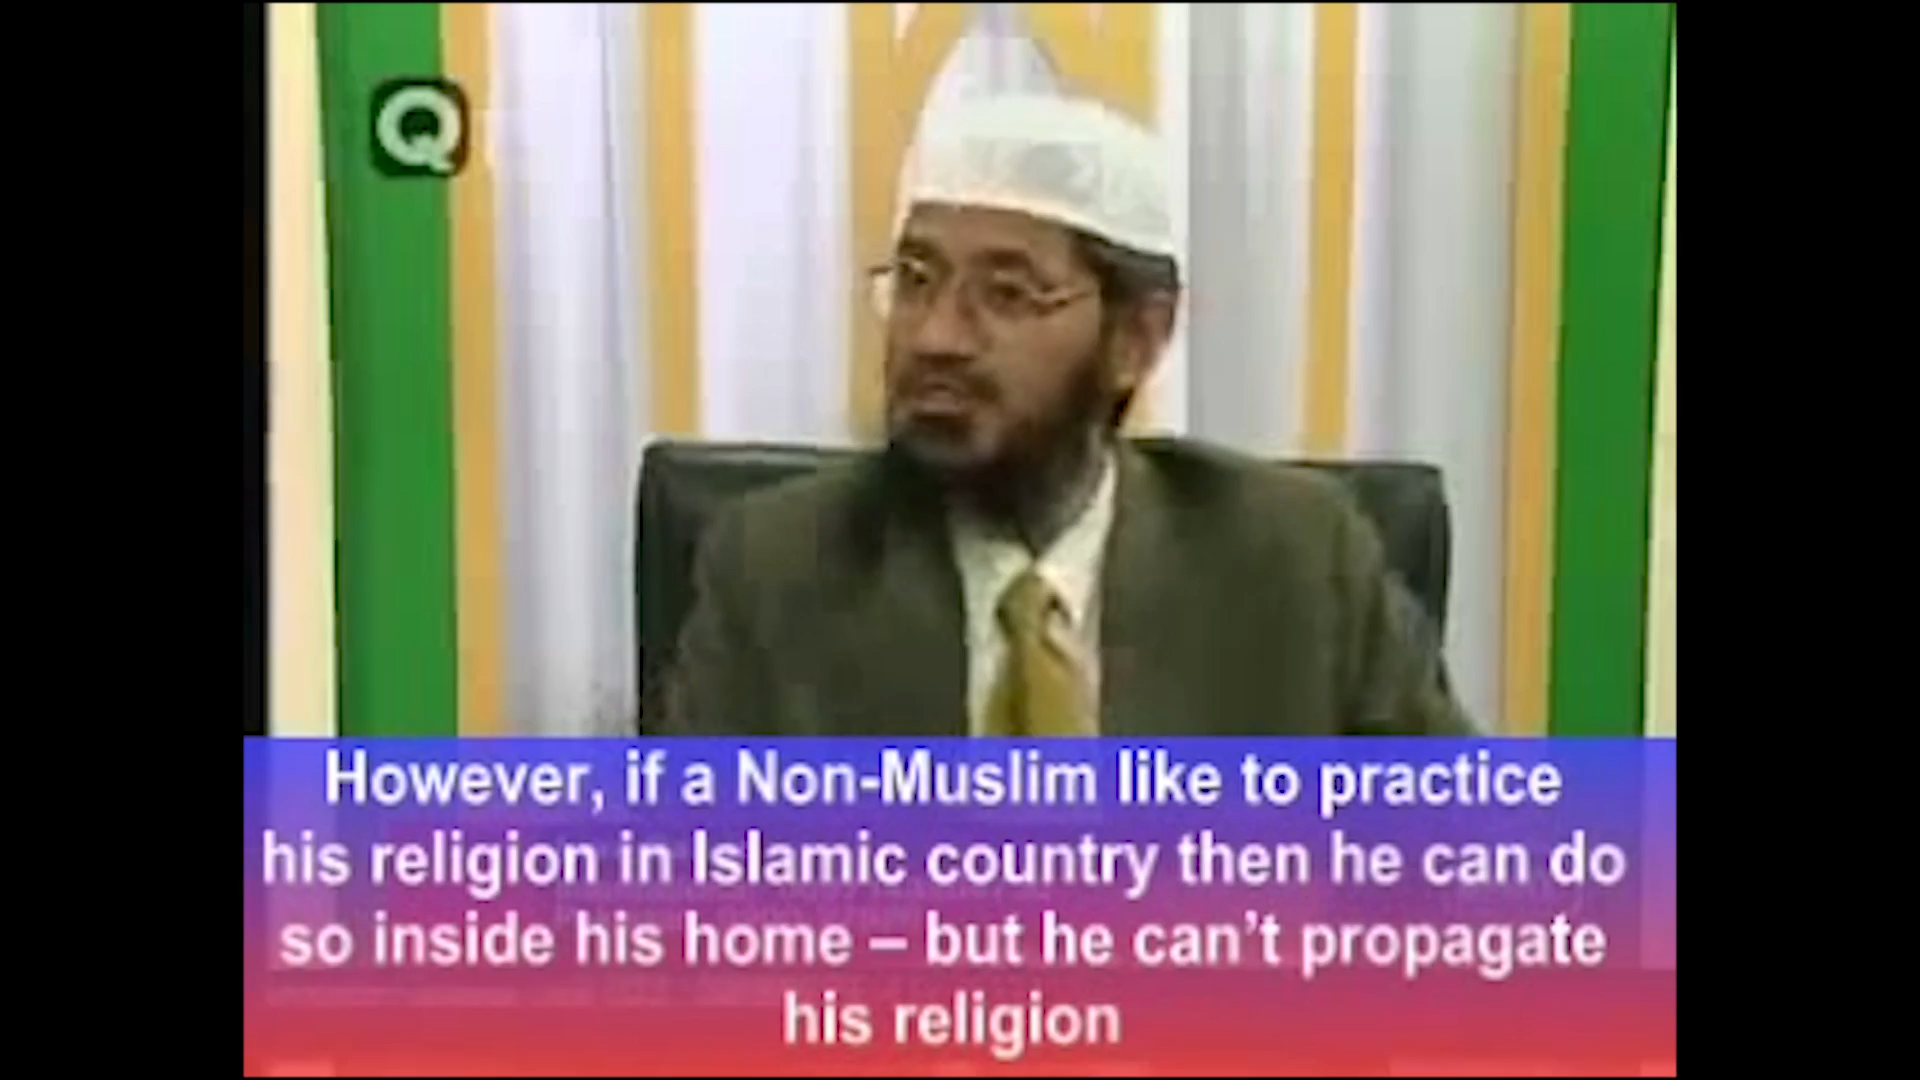 Q
However, if a Non-Muslim like to practice
his religion in Islamic country then he can do
so inside his home – but he can't propagate
his religion